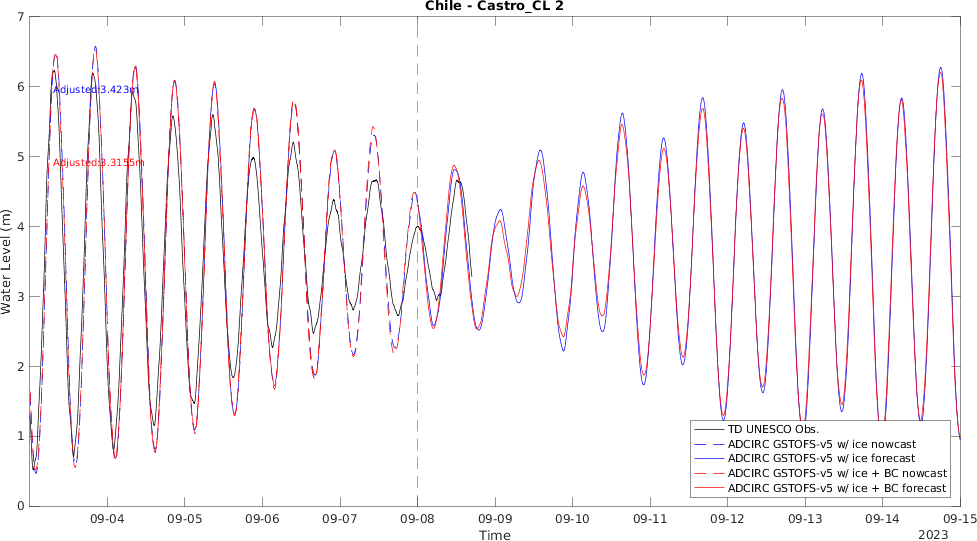 Chile - Castro_CL 2
7
6
5
4
3
2
1
0
Water Level (m)
Adjusted:3.423m
Adjusted:3.3155m
TD UNESCO Obs.
ADCIRC GSTOFS-v5 w/ ice nowcast
ADCIRC GSTOFS-v5 w/ ice forecast
ADCIRC GSTOFS-v5 w/ ice + BC nowcast
ADCIRC GSTOFS-v5 w/ ice + BC forecast
09-04 09-05 09-06 09-07 09-08 09-09 09-10 09-11 09-12 09-13 09-14 09-15
Time
2023